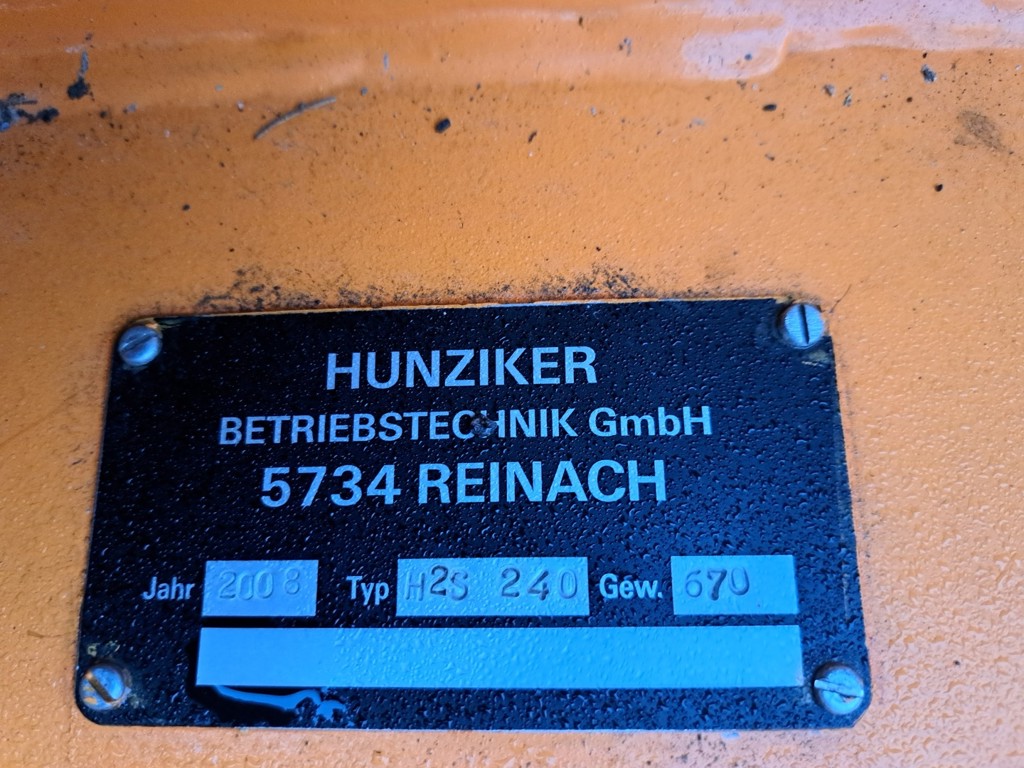 HUNZIKER
BETRIEBSTECHNIK GmbH
5734 REINACH
Jahr 2008 Typ H2S 240 Gew. 670